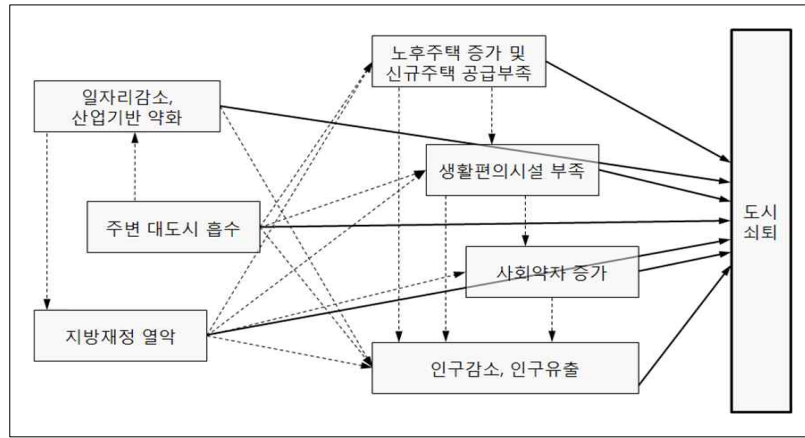 노후주택 증가 및
신규주택 공급부족
일자리감소,
산업기반 약화
생활편의시설 부족
주변 대도시 흡수
도시
쇠퇴
사회약자 증가
지방재정 열악
인구감소, 인구유출